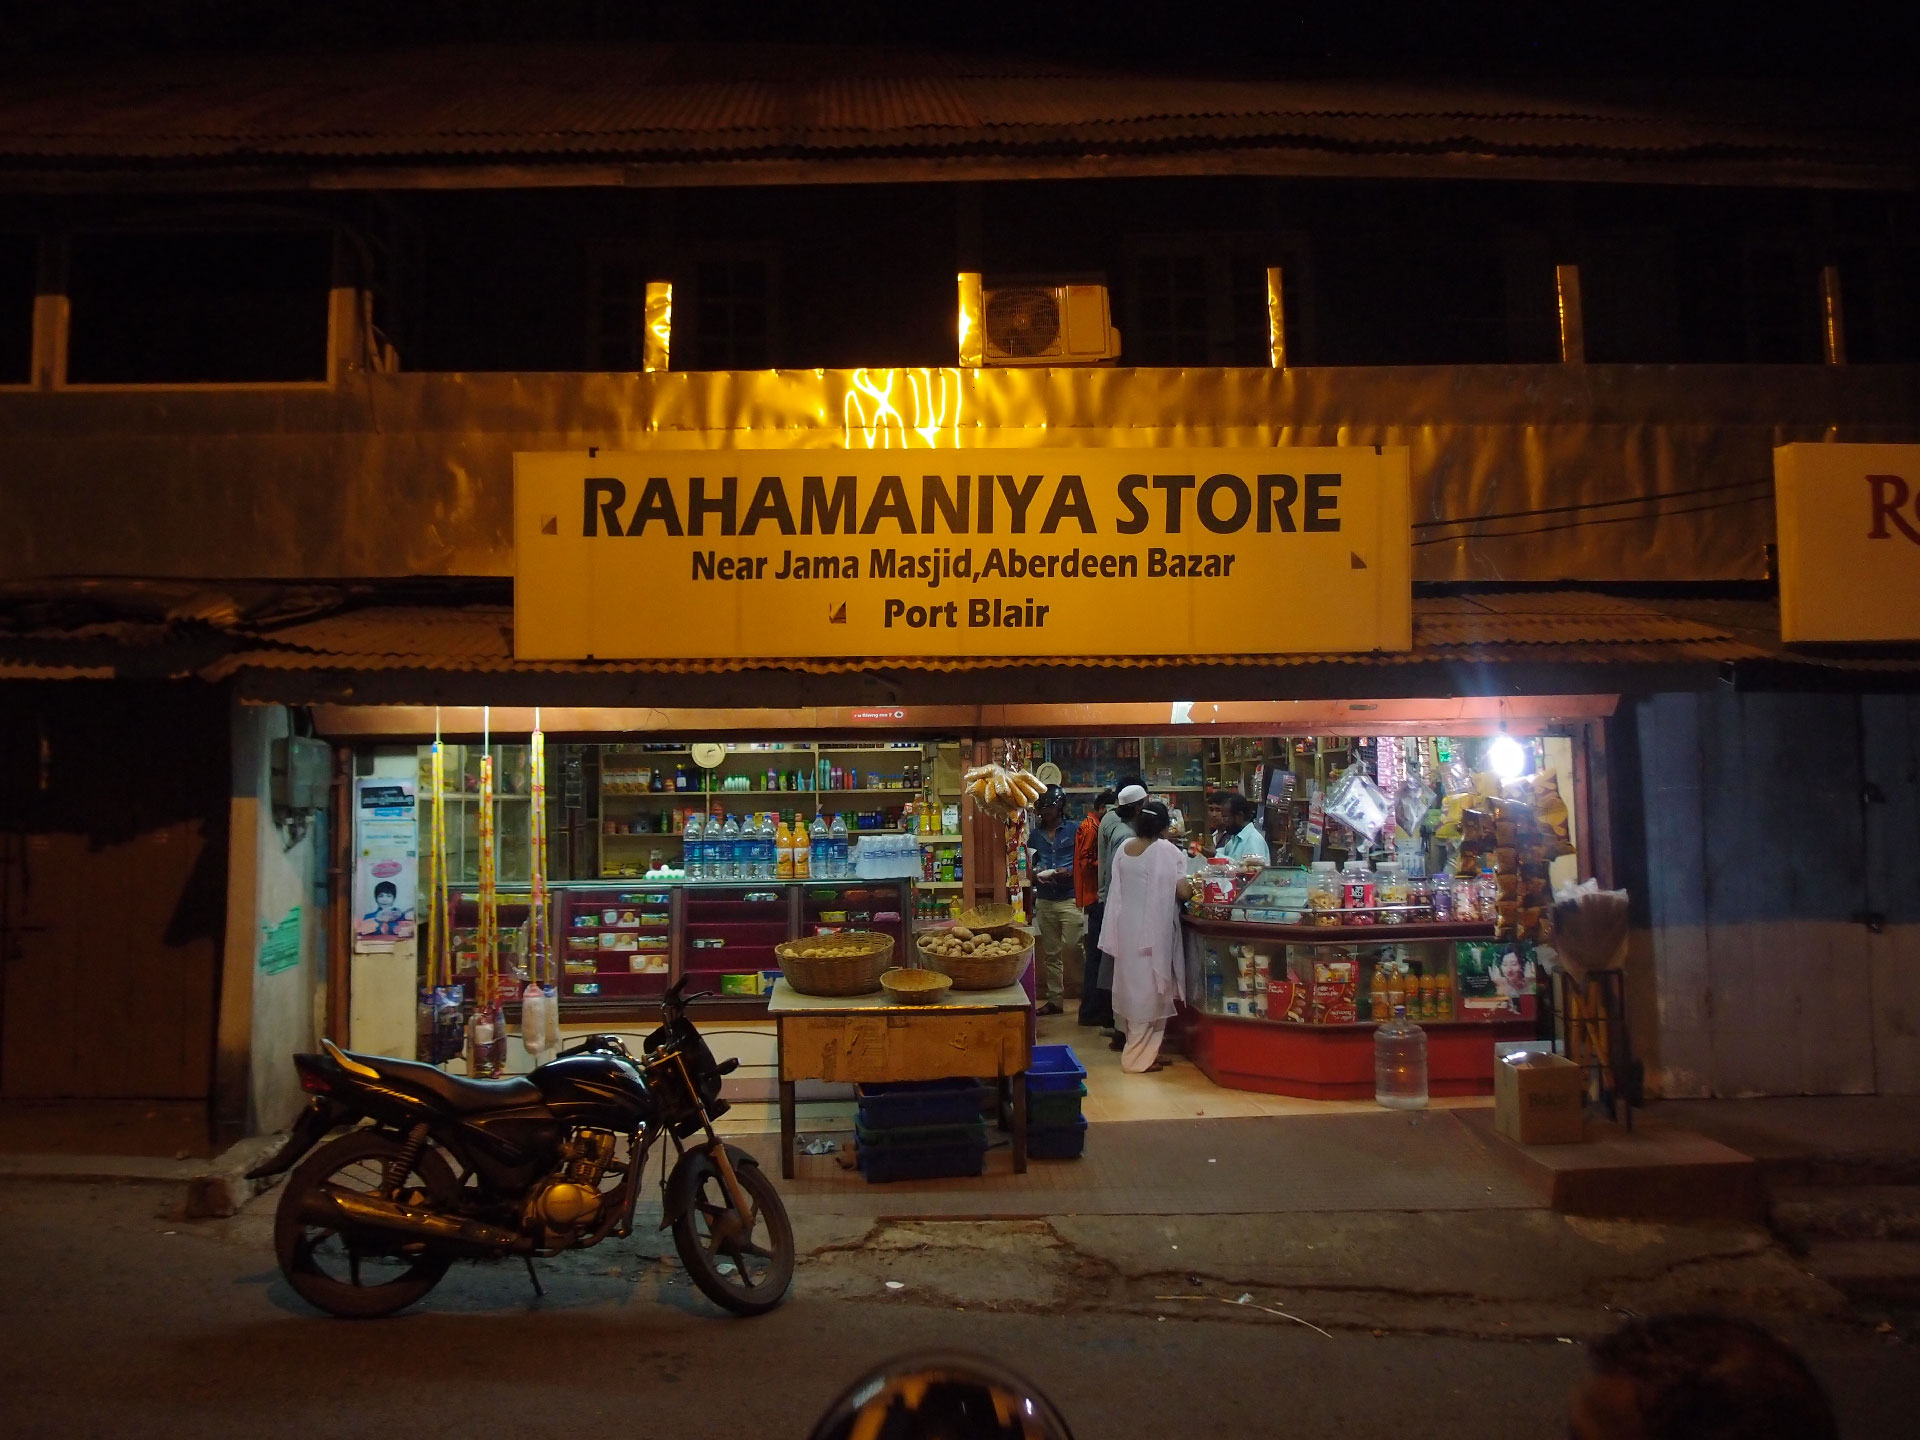 RAHAMANIYA STORE
Near Jama Masjid,Aberdeen Bazar
Port Blair
R